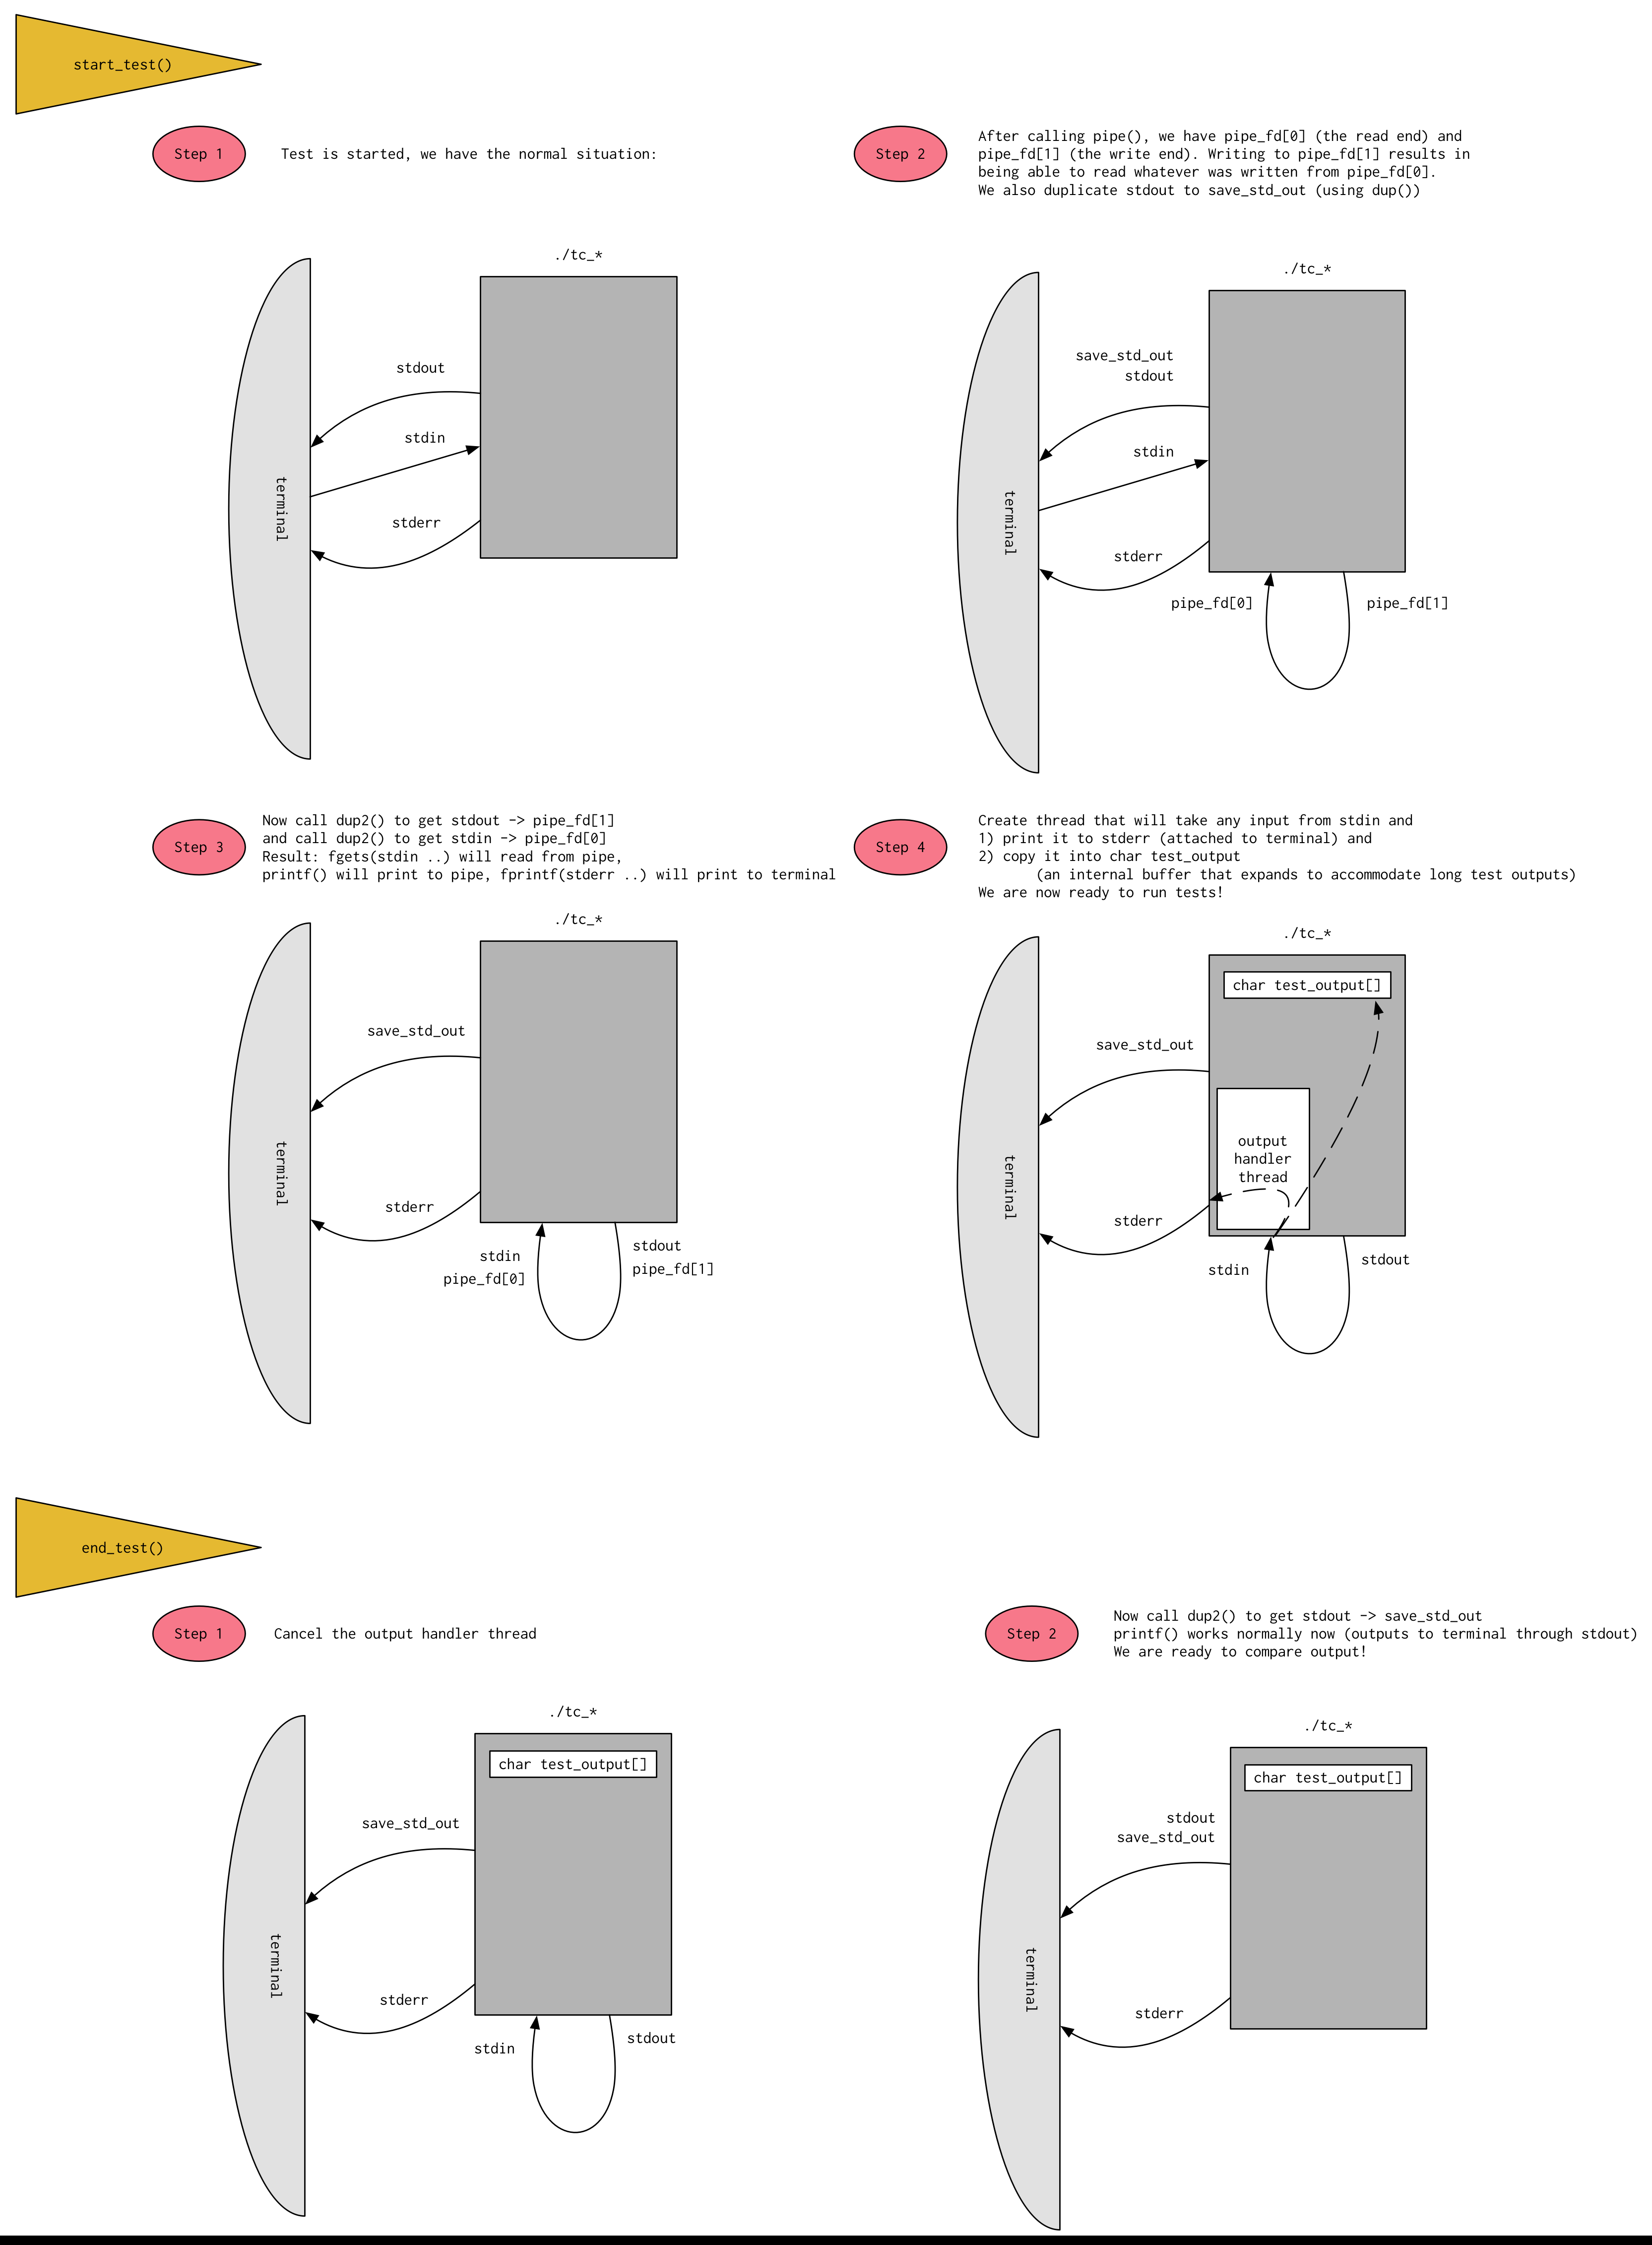 start_test()
Step 1
Test is started, we have the normal situation:
Step 2
After calling pipe(), we have pipe_fd[0] (the read end) and
pipe_fd[1] (the write end). Writing to pipe_fd[1] results in
being able to read whatever was written from pipe_fd[0].
We also duplicate stdout to save_std_out (using dup())
./tc_*
stdout
stdin
stderr
terminal
./tc_*
save_std_out
stdout
stdin
stderr
terminal
pipe_fd[0]
pipe_fd[1]
Step 3
Now call dup2() to get stdout -> pipe_fd[1]
and call dup2() to get stdin -> pipe_fd[0]
Result: fgets(stdin ..) will read from pipe,
printf() will print to pipe, fprintf(stderr ..) will print to terminal
Step 4
Create thread that will take any input from stdin and
1) print it to stderr (attached to terminal) and
2) copy it into char test_output
(an internal buffer that expands to accommodate long test outputs)
We are now ready to run tests!
./tc_*
save_std_out
terminal
stderr
stdin
pipe_fd[0]
stdout
pipe_fd[1]
./tc_*
char test_output[]
save_std_out
output
handler
thread
terminal
stderr
stdin
stdout
end_test()
Step 1
Cancel the output handler thread
Step 2
Now call dup2() to get stdout -> save_std_out
printf() works normally now (outputs to terminal through stdout)
We are ready to compare output!
./tc_*
char test_output[]
save_std_out
terminal
stderr
stdin
stdout
./tc_*
char test_output[]
stdout
save_std_out
terminal
stderr